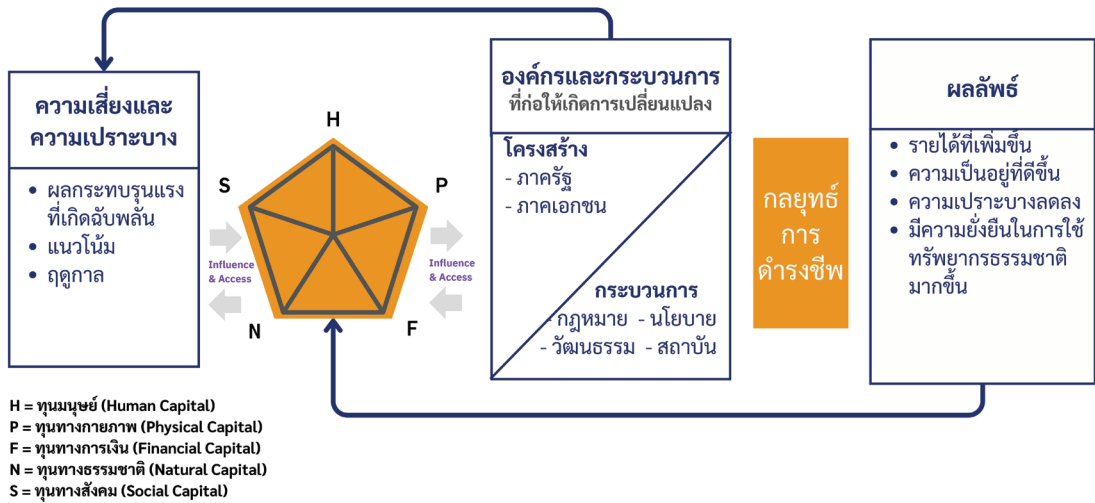 ความเสี่ยงและ
ความเปราะบาง
• ผลกระทบรุนแรง
ที่เกิดฉับพลัน
• แนวโน้ม
• ฤดูกาล
H
S
P
N
F
Influence
& Access
Influence
& Access
องค์กรและกระบวนการ
ที่ก่อให้เกิดการเปลี่ยนแปลง
โครงสร้าง
- ภาครัฐ
- ภาคเอกชน
กระบวนการ
- กฎหมาย - นโยบาย
- วัฒนธรรม - สถาบัน
กลยุทธ์
การ
ดำรงชีพ
ผลลัพธ์
• รายได้ที่เพิ่มขึ้น
• ความเป็นอยู่ที่ดีขึ้น
• ความเปราะบางลดลง
• มีความยั่งยืนในการใช้
ทรัพยากรธรรมชาติ
มากขึ้น
H = ทุนมนุษย์ (Human Capital)
P = ทุนทางกายภาพ (Physical Capital)
F = ทุนทางการเงิน (Financial Capital)
N = ทุนทางธรรมชาติ (Natural Capital)
S = ทุนทางสังคม (Social Capital)